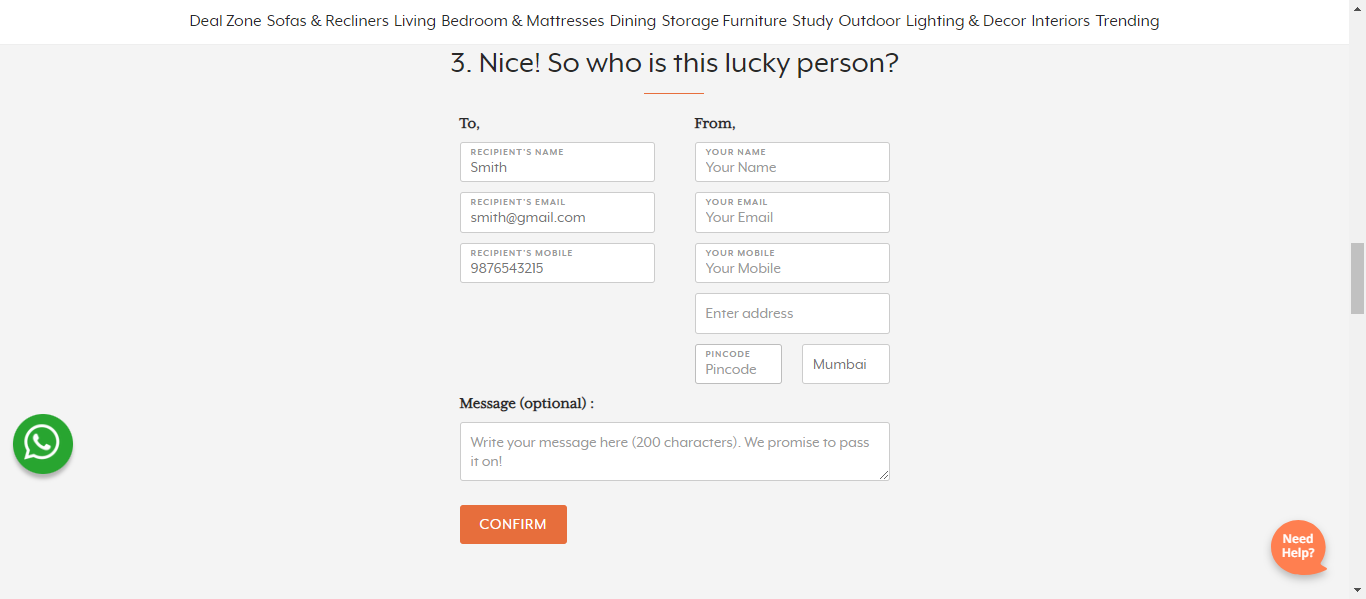 Deal Zone Sofas & Recliners Living Bedroom & Mattresses Dining Storage Furniture Study Outdoor Lighting & Decor Interiors Trending
3. Nice! So who is this lucky person?
To,
RECIPIENT'S NAME
Smith
RECIPIENT'S EMAIL
smith@gmail.com
RECIPIENT'S MOBILE
9876543215
From,
YOUR NAME
Your Name
YOUR EMAIL
Your Email
YOUR MOBILE
Your Mobile
Enter address
PINCODE
Pincode
Mumbai
Message (optional) :
Write your message here (200 characters). We promise to pass
it on!
CONFIRM
Need
Help?